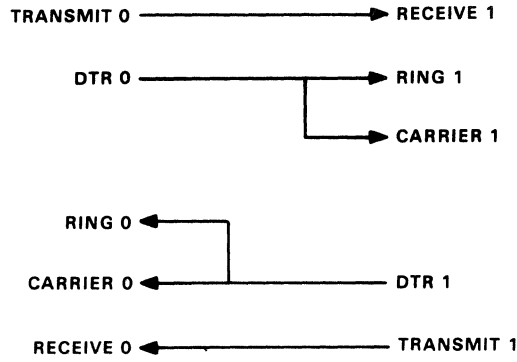 TRANSMIT 0 RECEIVE 1
DTR 0 RING 1
CARRIER 1
RING 0
CARRIER 0 DTR 1
RECEIVE 0 TRANSMIT 1